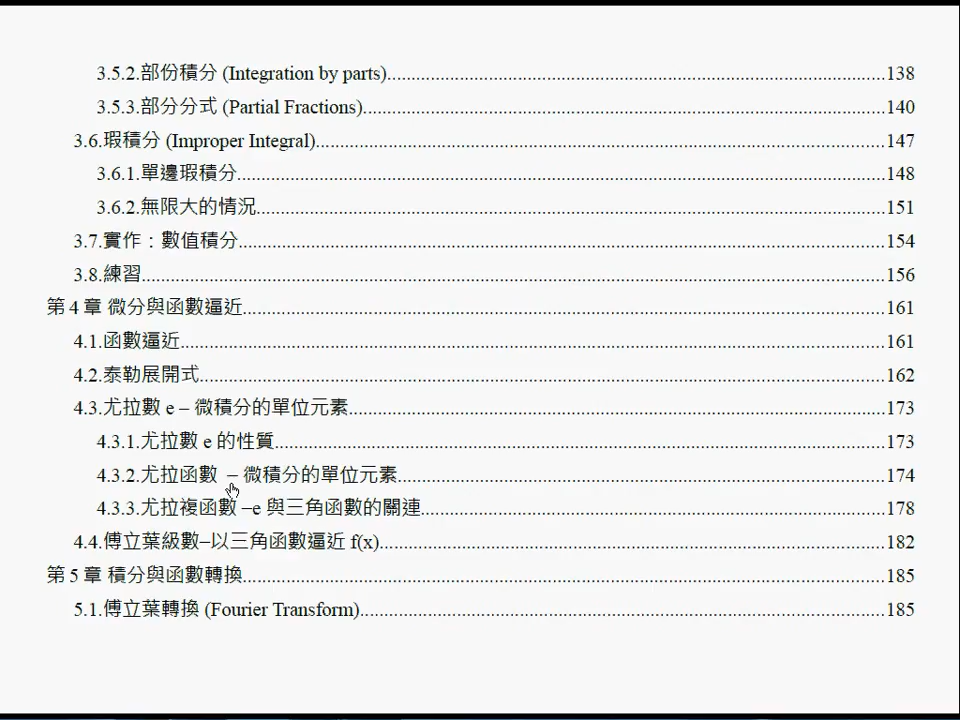 3.5.2.部份積分 (Integration by parts)....................138
3.5.3.部分分式 (Partial Fractions)....................140
3.6.瑕積分 (Improper Integral)....................147
3.6.1.單邊瑕積分....................148
3.6.2.無限大的情況....................151
3.7.實作：數值積分....................154
3.8.練習....................156
第 4 章 微分與函數逼近....................161
4.1.函數逼近....................161
4.2.泰勒展開式....................162
4.3.尤拉數 e – 微積分的單位元素....................173
4.3.1.尤拉數 e 的性質....................173
4.3.2.尤拉函數 – 微積分的單位元素....................174
4.3.3.尤拉複函數 –e 與三角函數的關連....................178
4.4.傅立葉級數–以三角函數逼近 f(x)....................182
第 5 章 積分與函數轉換....................185
5.1.傅立葉轉換 (Fourier Transform)....................185